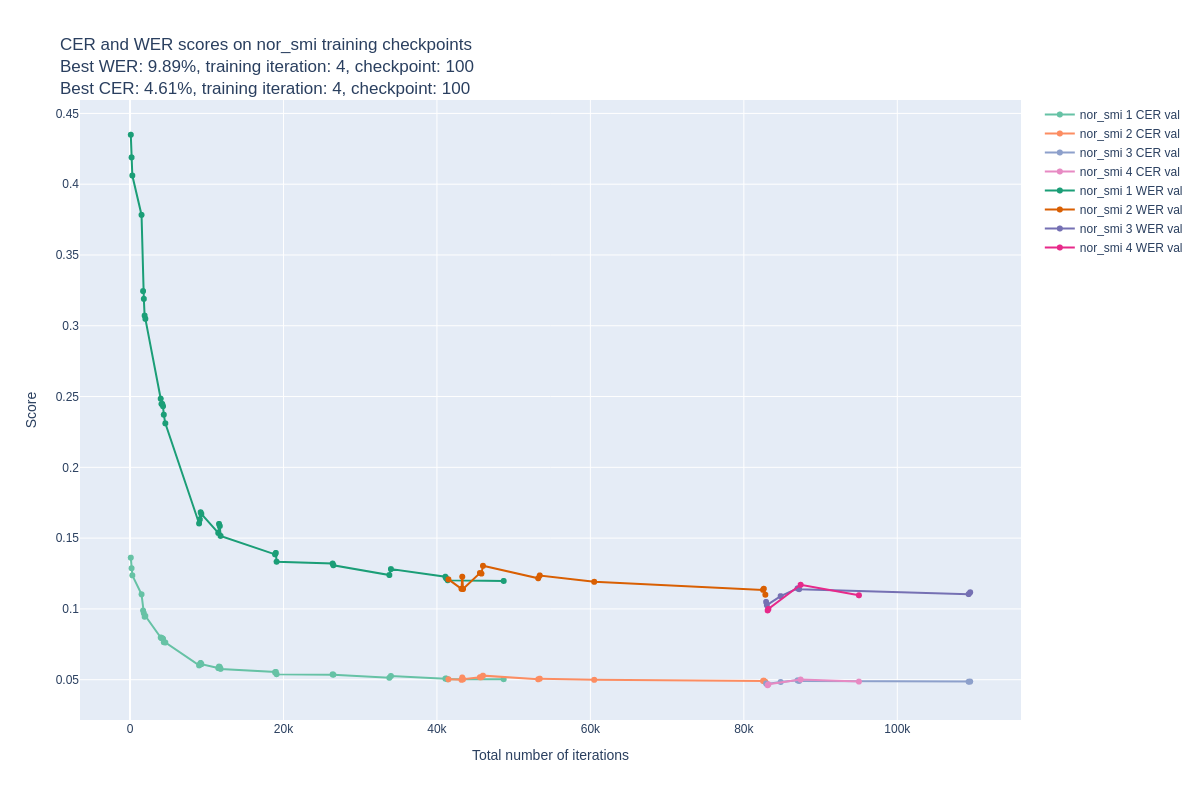 CER and WER scores on nor_smi training checkpoints
Best WER: 9.89%, training iteration: 4, checkpoint: 100
Best CER: 4.61%, training iteration: 4, checkpoint: 100
0.45
0.4
0.35
0.3
0.25
0.2
0.15
0.1
0.05
Score
0 20k 40k 60k 80k 100k
Total number of iterations
nor_smi 1 CER val
nor_smi 2 CER val
nor_smi 3 CER val
nor_smi 4 CER val
nor_smi 1 WER val
nor_smi 2 WER val
nor_smi 3 WER val
nor_smi 4 WER val